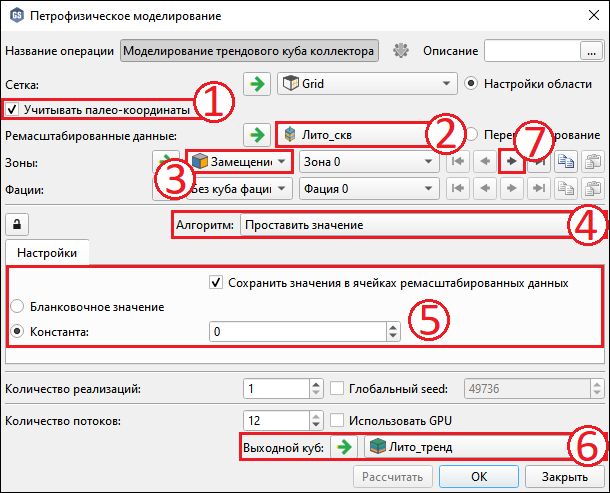 GS Петрофизическое моделирование
Название операции Моделирование трендового куба коллектора Описание ...
Сетка: Grid Настройки области
Учитывать палео-координаты 1
Ремасштабированные данные: Лито_скв 2 7
Зоны: 3 Замещени Зона 0
Фации: Без куба фаци Фация 0
Алгоритм: Проставить значение 4
Настройки
Сохранить значения в ячейках ремасштабированных данных
Бланковочное значение
Константа: 0 5
Количество реализаций: 1 Глобальный seed: 49736
Количество потоков: 12 Использовать GPU
Выходной куб: Лито_тренд 6
Рассчитать OK Закрыть